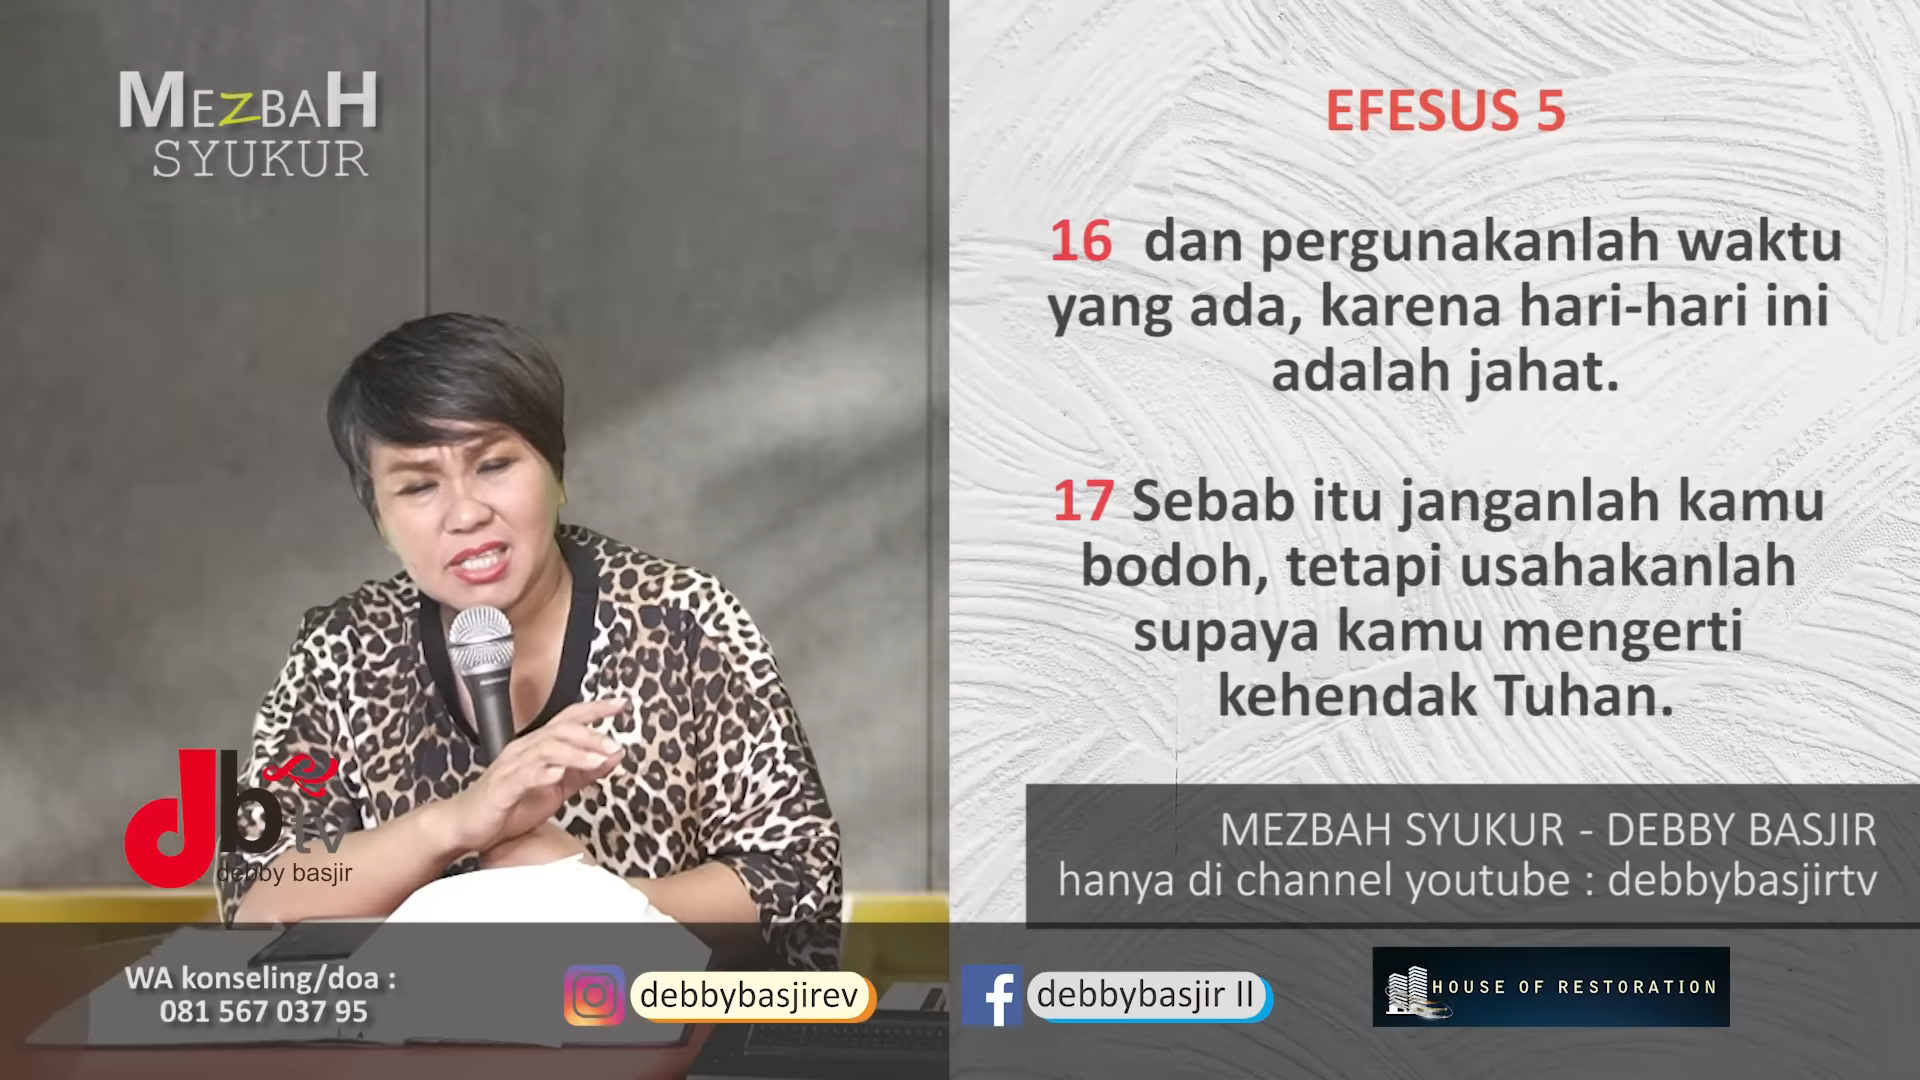 MEZBAH
SYUKUR
EFESUS 5
16 dan pergunakanlah waktu
yang ada, karena hari-hari ini
adalah jahat.
17 Sebab itu janganlah kamu
bodoh, tetapi usahakanlah
supaya kamu mengerti
kehendak Tuhan.
dbtv
debby basjir
MEZBAH SYUKUR - DEBBY BASJIR
hanya di channel youtube : debbybasjirtv
WA konseling/doa :
081 567 037 95
debbybasjirev
debbybasjir II
HOUSE OF RESTORATION